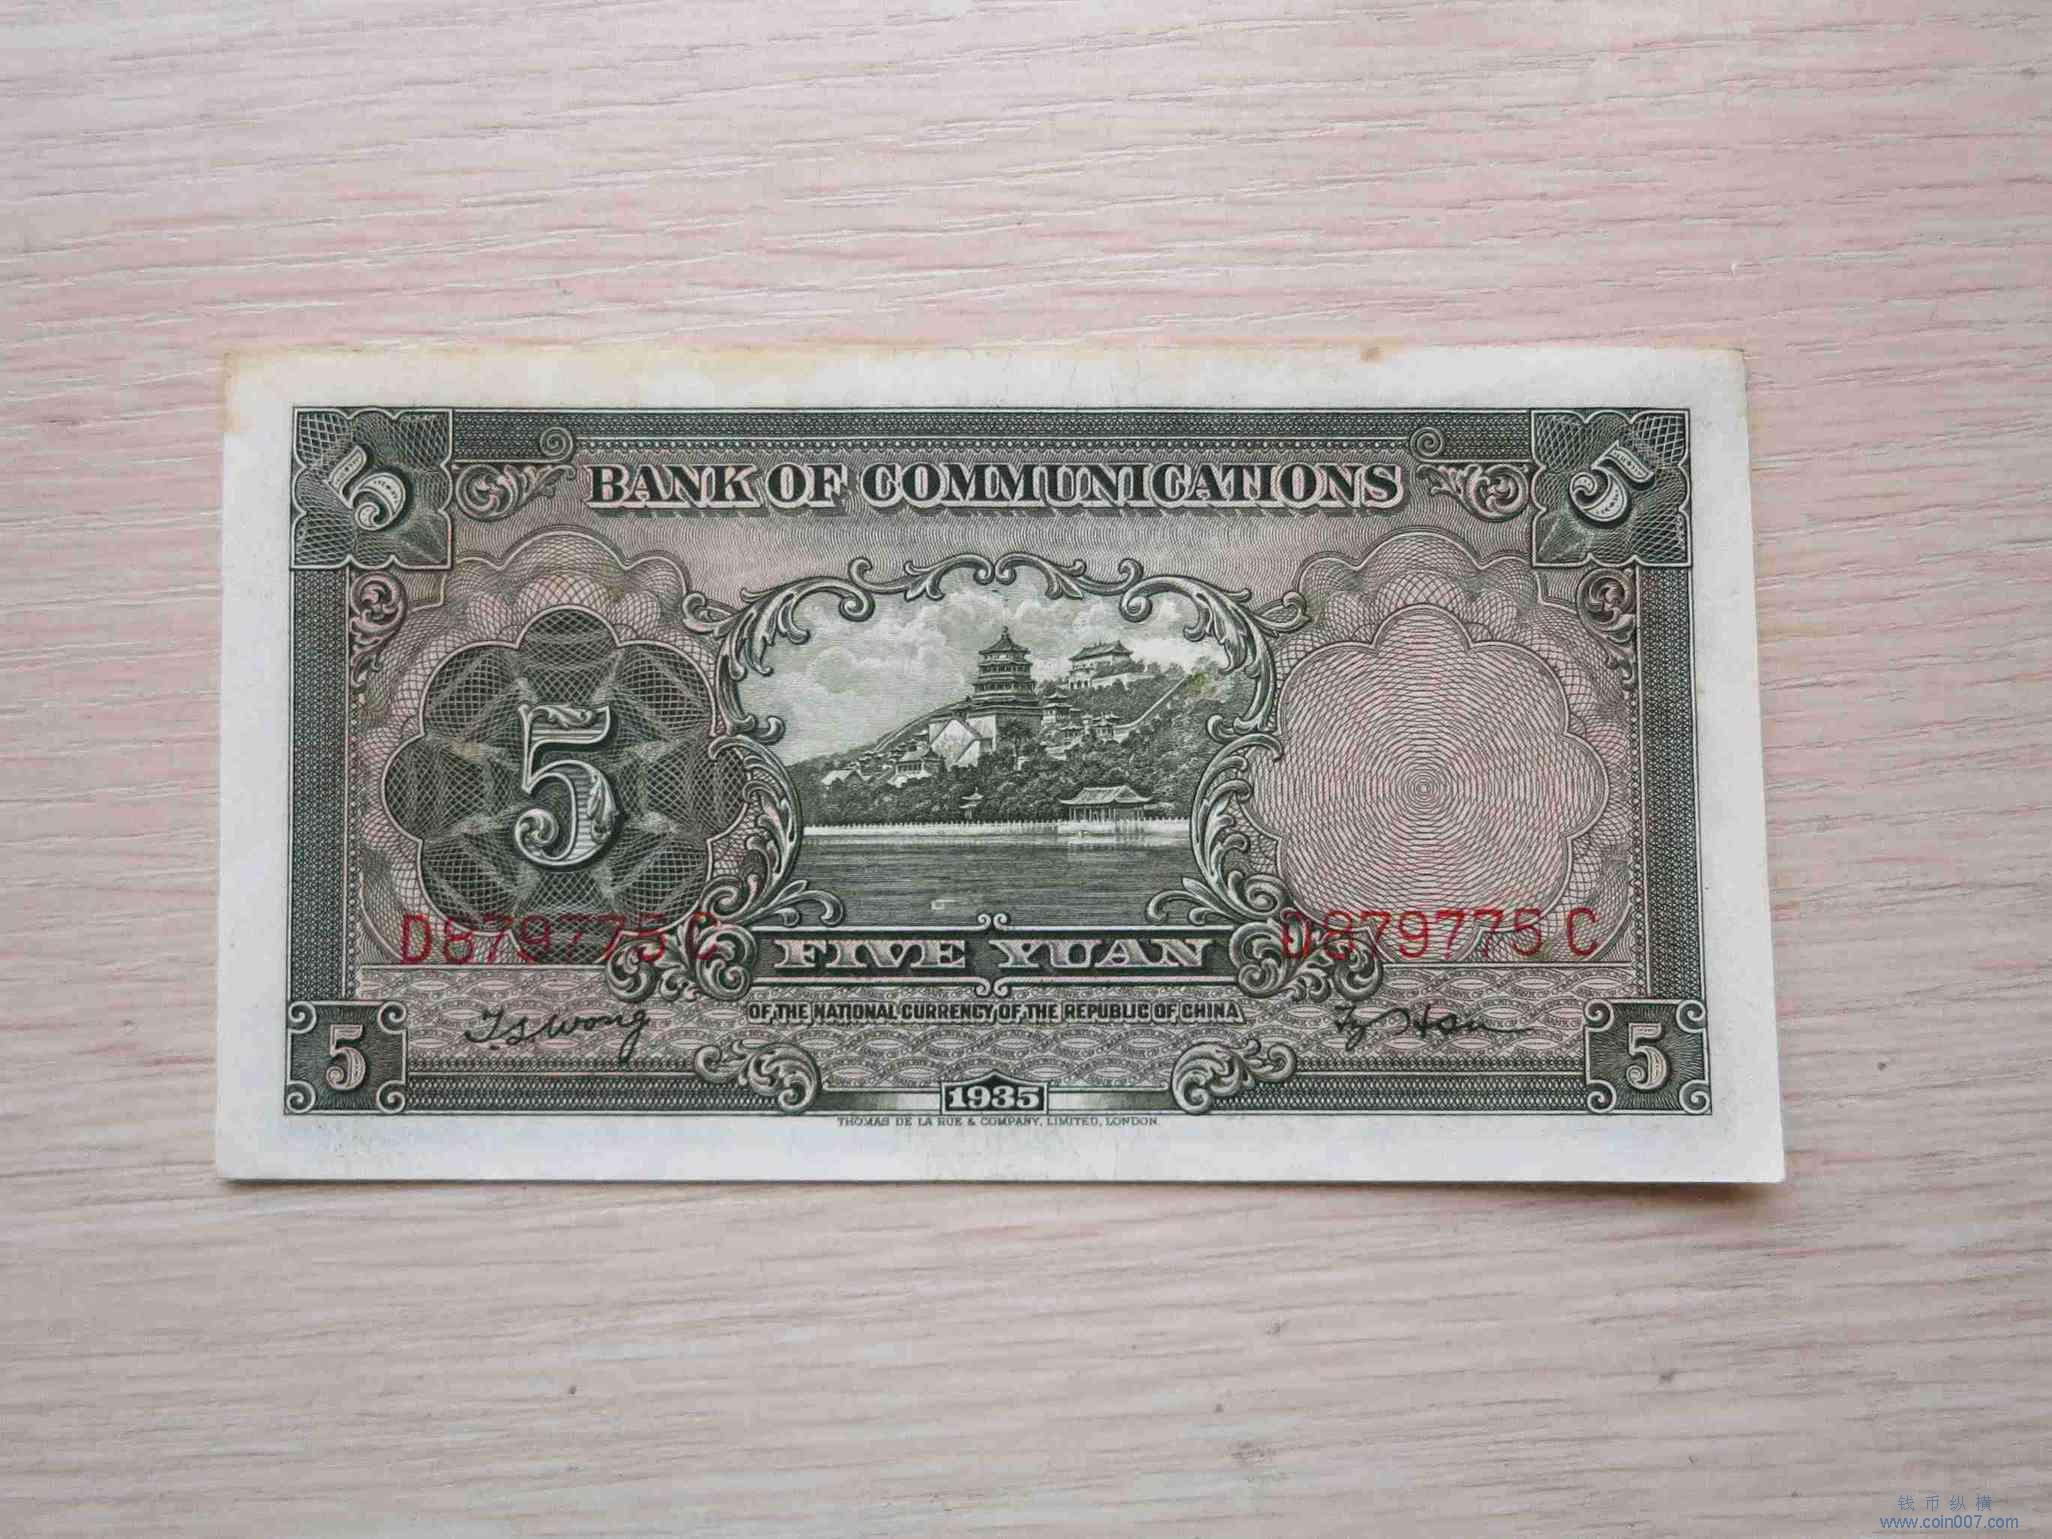 5 5
BANK OF COMMUNICATIONS
5
D879775 C D879775 C
FIVE YUAN
OF THE NATIONAL CURRENCY OF THE REPUBLIC OF CHINA
T.S. Wong
5 5
1935
THOMAS DE LA RUE & COMPANY, LIMITED, LONDON.
钱币纵横
www.coin007.com